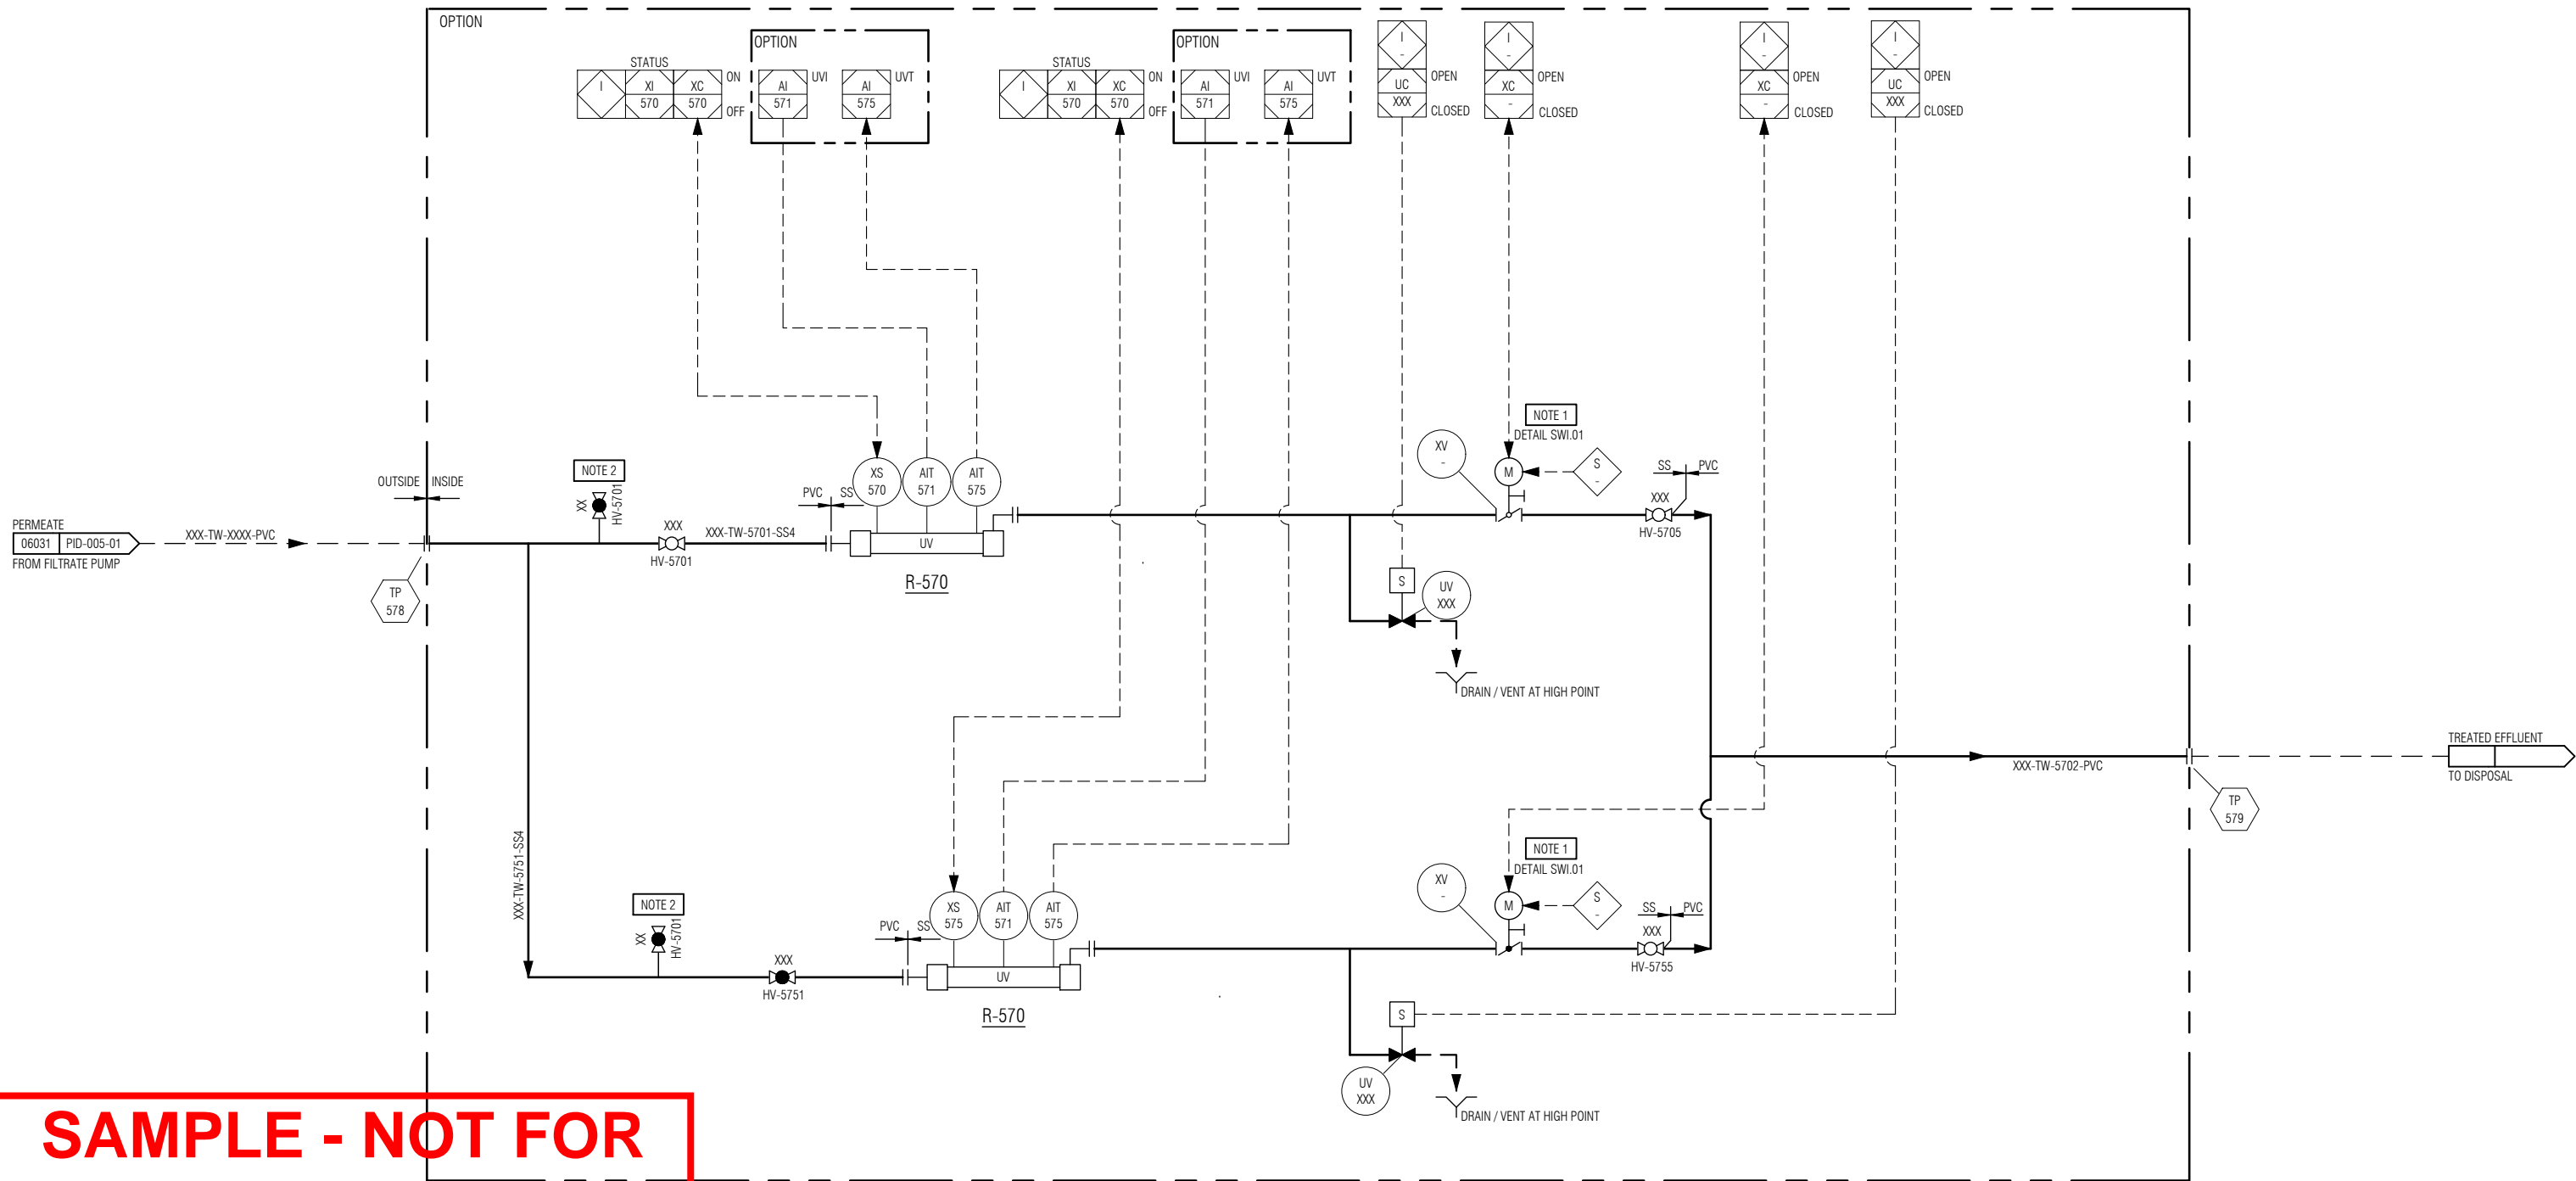 OPTION
STATUS
I
XI
570
XC
570
ON
OFF
OPTION
AI
571
UVI
AI
575
UVT
STATUS
I
XI
570
XC
570
ON
OFF
OPTION
AI
571
UVI
AI
575
UVT
I
-
UC
XXX
OPEN
CLOSED
I
-
XC
-
OPEN
CLOSED
I
-
XC
-
OPEN
CLOSED
I
-
UC
XXX
OPEN
CLOSED
OUTSIDE
INSIDE
PERMEATE
06031 PID-005-01
FROM FILTRATE PUMP
XXX-TW-XXXX-PVC
TP
578
NOTE 2
XX
HV-5701
XXX
HV-5701
XXX-TW-5701-SS4
PVC
SS
XS
570
AIT
571
AIT
575
UV
R-570
XV
-
NOTE 1
DETAIL SWI.01
M
S
-
SS
PVC
XXX
HV-5705
S
UV
XXX
DRAIN / VENT AT HIGH POINT
XXX-TW-5702-PVC
TREATED EFFLUENT
TO DISPOSAL
TP
579
XXX-TW-5751-SS4
NOTE 2
XX
HV-5701
XXX
HV-5751
PVC
SS
XS
575
AIT
571
AIT
575
UV
R-570
XV
-
NOTE 1
DETAIL SWI.01
M
S
-
SS
PVC
XXX
HV-5755
S
UV
XXX
DRAIN / VENT AT HIGH POINT
SAMPLE - NOT FOR